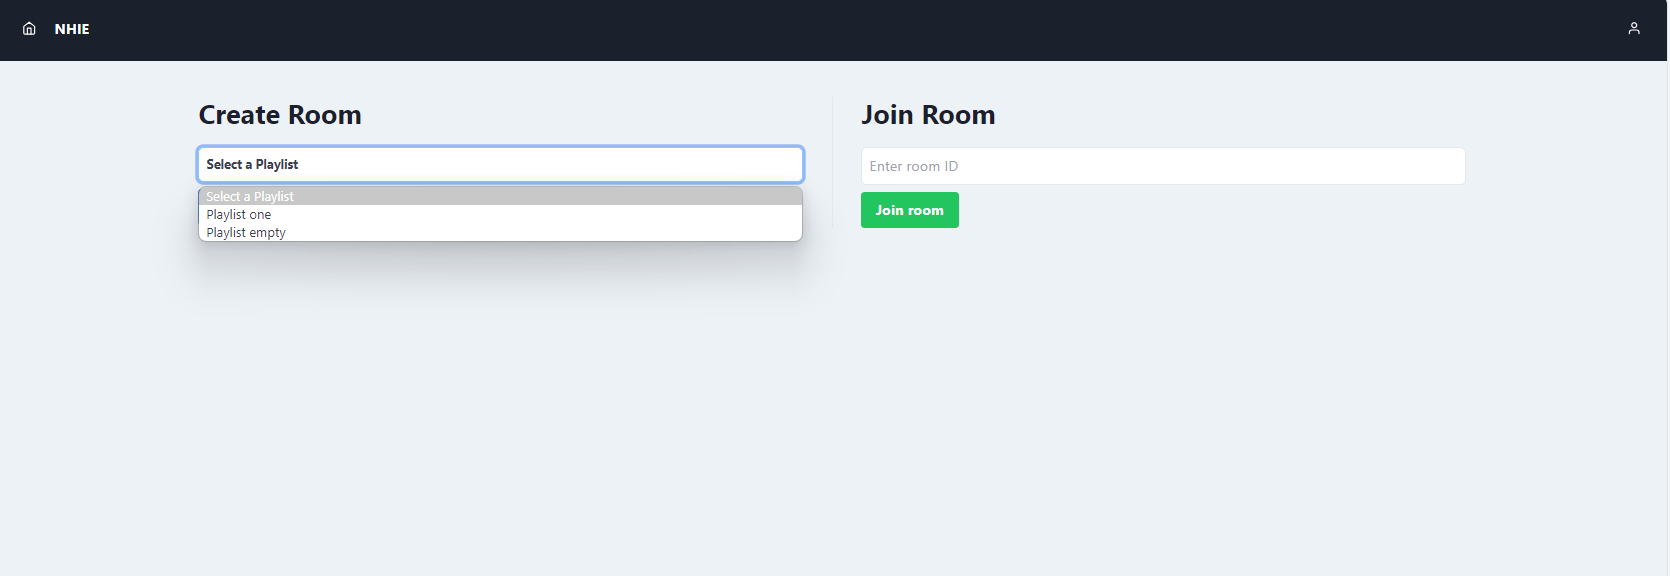 NHIE
Create Room
Select a Playlist
Select a Playlist
Playlist one
Playlist empty
Join Room
Enter room ID
Join room